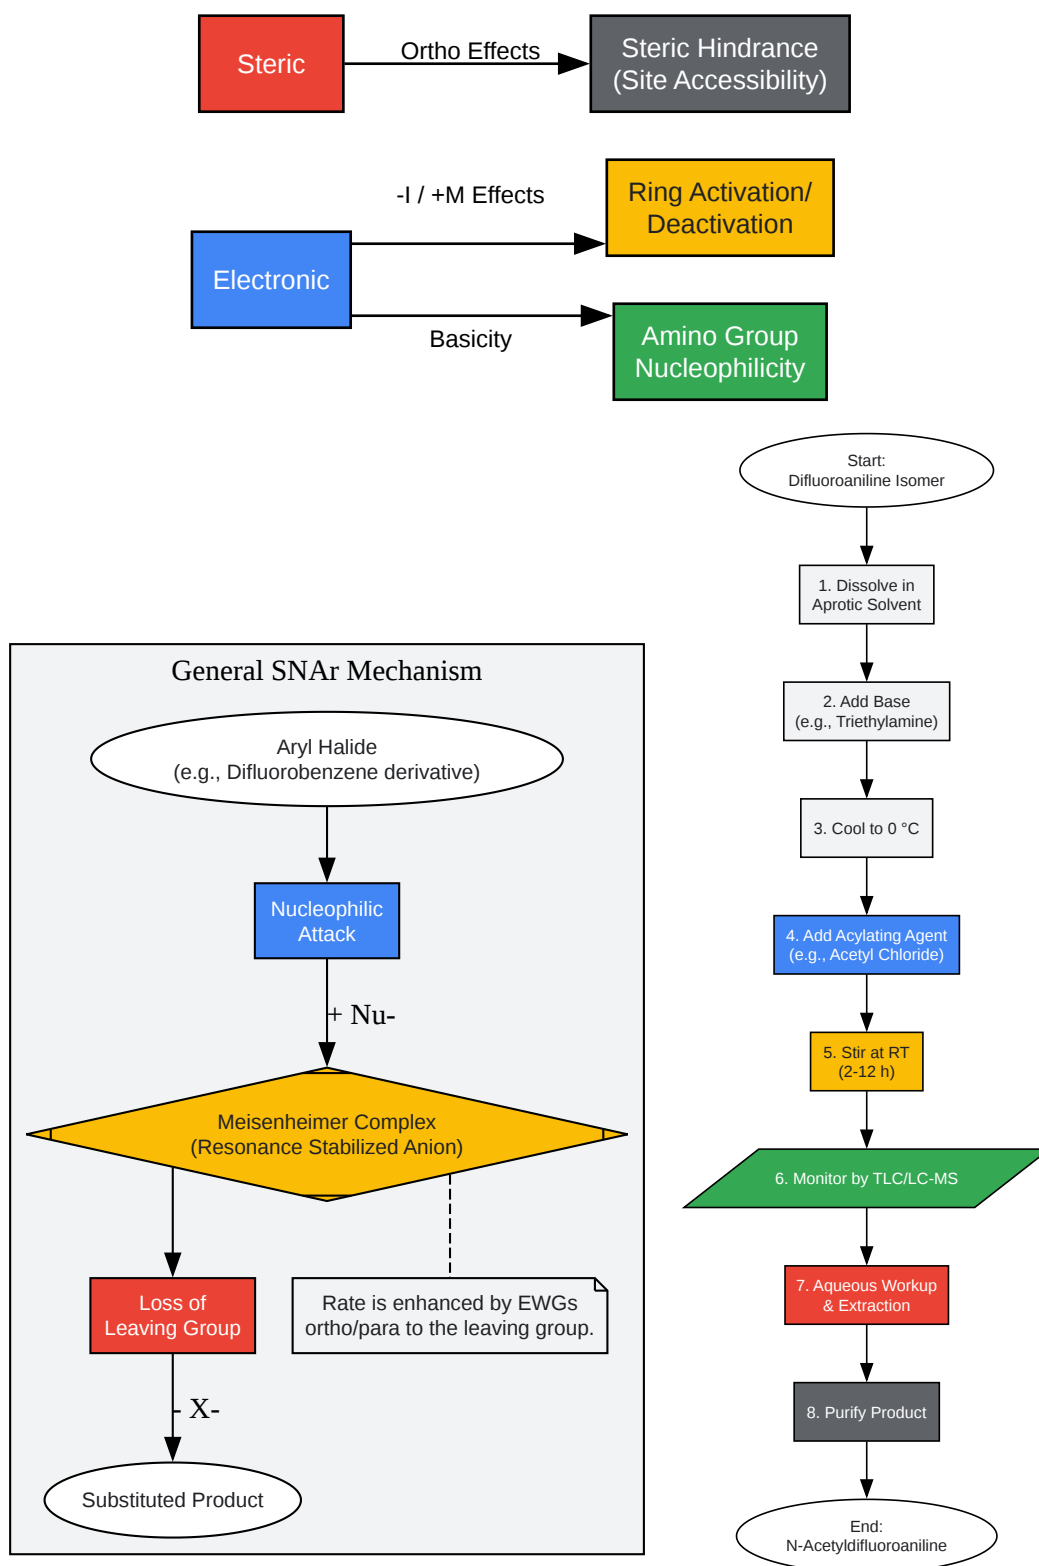 Steric
Ortho Effects
Steric Hindrance
(Site Accessibility)
-I / +M Effects
Ring Activation/
Deactivation
Electronic
Basicity
Amino Group
Nucleophilicity
General SNAr Mechanism
Aryl Halide
(e.g., Difluorobenzene derivative)
Nucleophilic
Attack
+ Nu-
Meisenheimer Complex
(Resonance Stabilized Anion)
Loss of
Leaving Group
Rate is enhanced by EWGs
ortho/para to the leaving group.
- X-
Substituted Product
Start:
Difluoroaniline Isomer
1. Dissolve in
Aprotic Solvent
2. Add Base
(e.g., Triethylamine)
3. Cool to 0 °C
4. Add Acylating Agent
(e.g., Acetyl Chloride)
5. Stir at RT
(2-12 h)
6. Monitor by TLC/LC-MS
7. Aqueous Workup
& Extraction
8. Purify Product
End:
N-Acetyldifluoroaniline